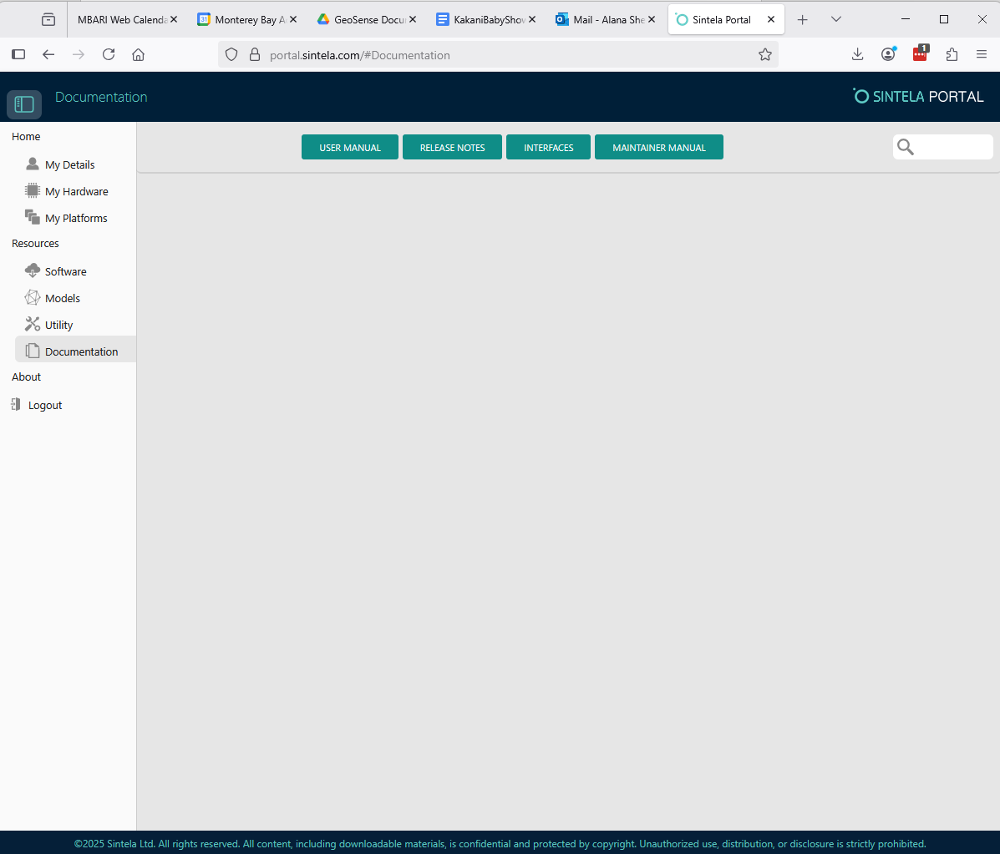 MBARI Web Calenda
31 Monterey Bay A
GeoSense Docu
KakaniBabyShov
Mail - Alana She
Sintela Portal
portal.sintela.com/#Documentation
1
Documentation
SINTELA PORTAL
Home
USER MANUAL RELEASE NOTES INTERFACES MAINTAINER MANUAL
My Details
My Hardware
My Platforms
Resources
Software
Models
Utility
Documentation
About
Logout
©2025 Sintela Ltd. All rights reserved. All content, including downloadable materials, is confidential and protected by copyright. Unauthorized use, distribution, or disclosure is strictly prohibited.